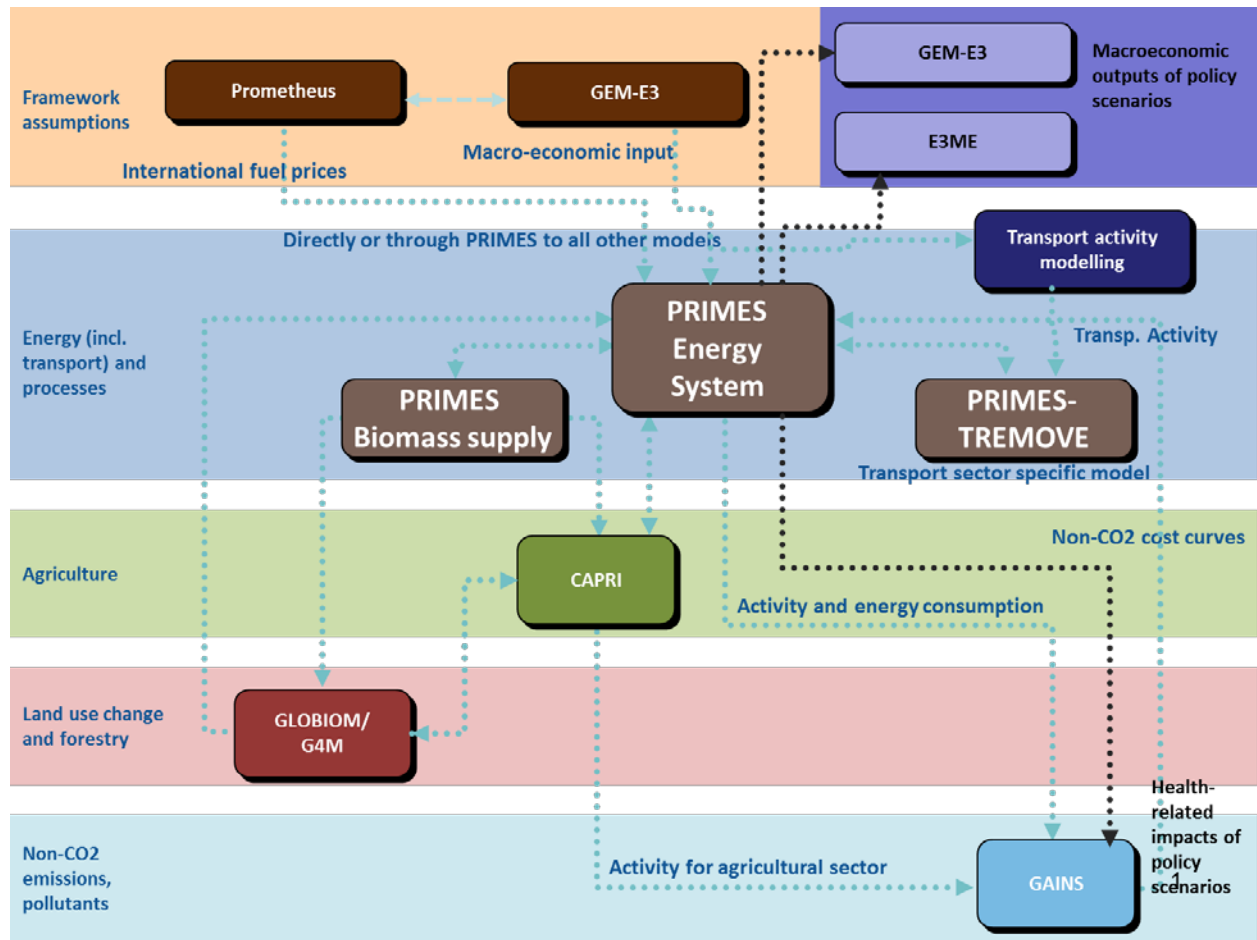 Framework
assumptions
Prometheus
GEM-E3
International fuel prices
Macro-economic input
GEM-E3
E3ME
Macroeconomic
outputs of policy
scenarios
Directly or through PRIMES to all other models
Transport activity
modelling
Energy (incl.
transport) and
processes
PRIMES
Energy
System
Transp. Activity
PRIMES
Biomass supply
PRIMES-
TREMOVE
Transport sector specific model
Agriculture
CAPRI
Non-CO2 cost curves
Activity and energy consumption
Land use change
and forestry
GLOBIOM/
G4M
Non-CO2
emissions,
pollutants
Activity for agricultural sector
GAINS
Health-
related
impacts of
policy
scenarios
1